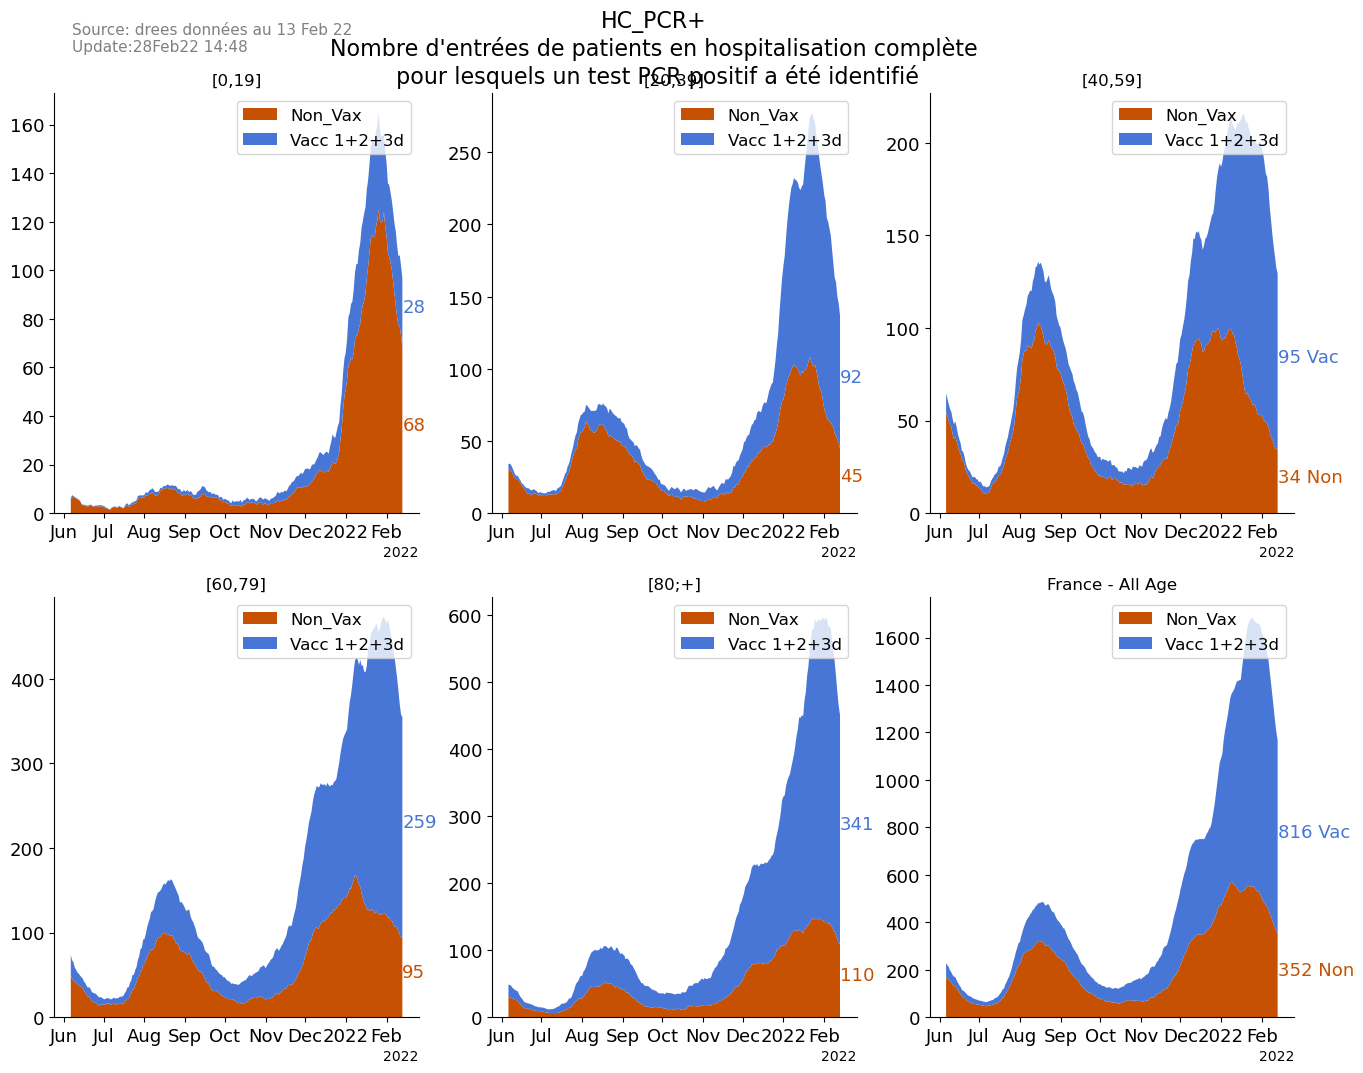 Source: drees données au 13 Feb 22
Update:28Feb22 14:48
HC_PCR+
Nombre d'entrées de patients en hospitalisation complète
pour lesquels un test PCR positif a été identifié
[0,19]
Non_Vax
Vacc 1+2+3d
160
140
120
100
80
60
40
20
0
28
68
Jun Jul Aug Sep Oct Nov Dec 2022 Feb
2022
[20,39]
Non_Vax
Vacc 1+2+3d
250
200
150
100
50
0
92
45
Jun Jul Aug Sep Oct Nov Dec 2022 Feb
2022
[40,59]
Non_Vax
Vacc 1+2+3d
200
150
100
50
0
95 Vac
34 Non
Jun Jul Aug Sep Oct Nov Dec 2022 Feb
2022
[60,79]
Non_Vax
Vacc 1+2+3d
400
300
200
100
0
259
95
Jun Jul Aug Sep Oct Nov Dec 2022 Feb
2022
[80;+]
Non_Vax
Vacc 1+2+3d
600
500
400
300
200
100
0
341
110
Jun Jul Aug Sep Oct Nov Dec 2022 Feb
2022
France - All Age
Non_Vax
Vacc 1+2+3d
1600
1400
1200
1000
800
600
400
200
0
816 Vac
352 Non
Jun Jul Aug Sep Oct Nov Dec 2022 Feb
2022